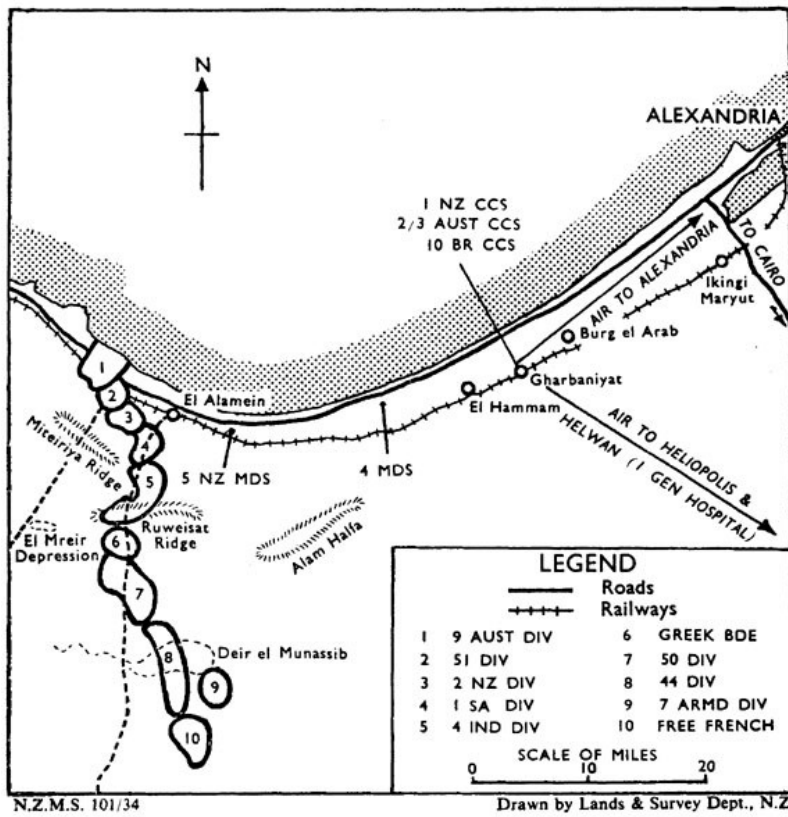 N
ALEXANDRIA
1 NZ CCS
2/3 AUST CCS
10 BR CCS
AIR TO ALEXANDRIA
TO CAIRO
Ikingi
Maryut
Burg el Arab
Gharbaniyat
El Hammam
El Alamein
1
2
3
4
5
6
7
8
9
10
Miteiriya Ridge
5 NZ MDS
4 MDS
AIR TO HELIOPOLIS &
HELWAN (1 GEN HOSPITAL)
El Mreir
Depression
Ruweisat
Ridge
Alam Halfa
Deir el Munassib
LEGEND
Roads
Railways
1 9 AUST DIV
2 51 DIV
3 2 NZ DIV
4 1 SA DIV
5 4 IND DIV
6 GREEK BDE
7 50 DIV
8 44 DIV
9 7 ARMD DIV
10 FREE FRENCH
SCALE OF MILES
0 10 20
N.Z.M.S. 101/34
Drawn by Lands & Survey Dept., N.Z